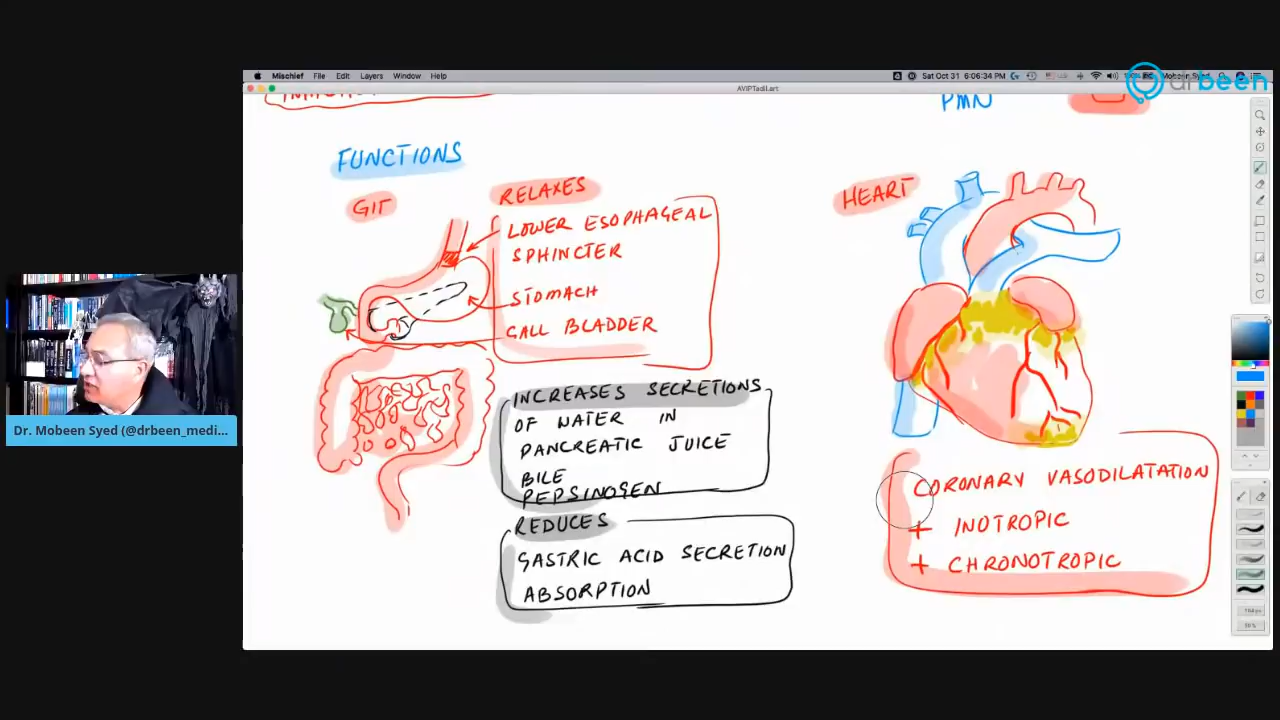 Mischief File Edit Layers Window Help
Sat Oct 31 6:06:34 PM
Mobeen Syed
drbeen
AVIPTadil.art
PMN
FUNCTIONS
GIT
RELAXES
LOWER ESOPHAGEAL
SPHINCTER
STOMACH
GALL BLADDER
INCREASES SECRETIONS
OF WATER IN
PANCREATIC JUICE
BILE
PEPSINOGEN
REDUCES
GASTRIC ACID SECRETION
ABSORPTION
HEART
CORONARY VASODILATATION
+ INOTROPIC
+ CHRONOTROPIC
Dr. Mobeen Syed (@drbeen_medi...